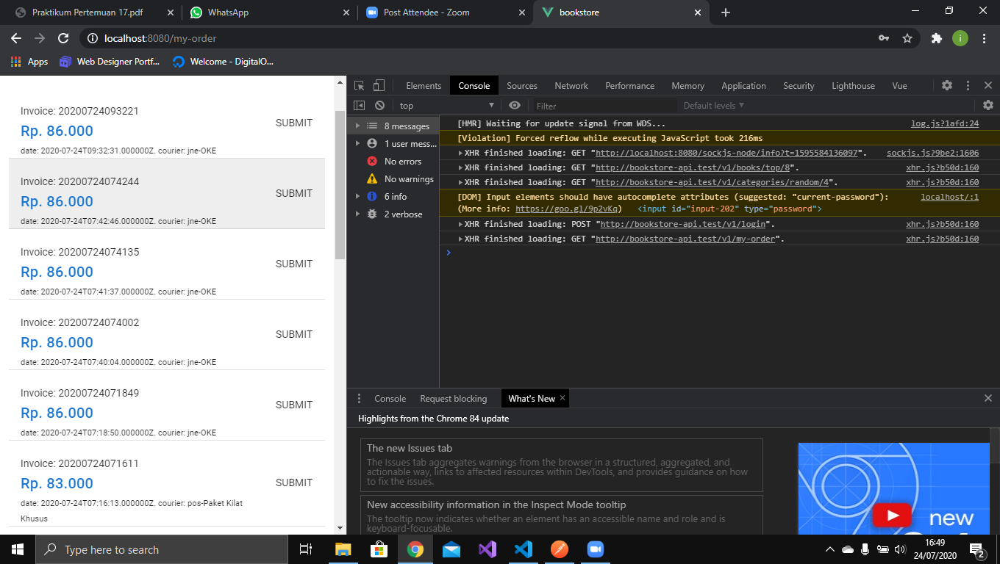 Praktikum Pertemuan 17.pdf
WhatsApp
Post Attendee - Zoom
bookstore
localhost:8080/my-order
i
Apps
Web Designer Portf...
Welcome - DigitalO...
Invoice: 20200724093221
Rp. 86.000
SUBMIT
date: 2020-07-24T09:32:31.000000Z. courier: jne-OKE
Invoice: 20200724074244
Rp. 86.000
SUBMIT
date: 2020-07-24T07:42:46.000000Z. courier: jne-OKE
Invoice: 20200724074135
Rp. 86.000
SUBMIT
date: 2020-07-24T07:41:37.000000Z. courier: jne-OKE
Invoice: 20200724074002
Rp. 86.000
SUBMIT
date: 2020-07-24T07:40:04.000000Z. courier: jne-OKE
Invoice: 20200724071849
Rp. 86.000
SUBMIT
date: 2020-07-24T07:18:50.000000Z. courier: jne-OKE
Invoice: 20200724071611
Rp. 83.000
SUBMIT
date: 2020-07-24T07:16:13.000000Z. courier: pos-Paket Kilat
Khusus
Elements Console Sources Network Performance Memory Application Security Lighthouse Vue
top Filter Default levels
8 messages
1 user mess...
No errors
No warnings
6 info
2 verbose
[HMR] Waiting for update signal from WDS... log.js?1afd:24
[Violation] Forced reflow while executing JavaScript took 216ms
XHR finished loading: GET "http://localhost:8080/sockjs-node/info?t=1595584136097". sockjs.js?9be2:1606
XHR finished loading: GET "http://bookstore-api.test/v1/books/top/8". xhr.js?b50d:160
XHR finished loading: GET "http://bookstore-api.test/v1/categories/random/4". xhr.js?b50d:160
[DOM] Input elements should have autocomplete attributes (suggested: "current-password"): localhost/:1
(More info: https://goo.gl/9p2vKq) <input id="input-202" type="password">
XHR finished loading: POST "http://bookstore-api.test/v1/login". xhr.js?b50d:160
XHR finished loading: GET "http://bookstore-api.test/v1/my-order". xhr.js?b50d:160
Console Request blocking What's New
Highlights from the Chrome 84 update
The new Issues tab
The Issues tab aggregates warnings from the browser in a structured, aggregated, and
actionable way, links to affected resources within DevTools, and provides guidance on how
to fix the issues.
New accessibility information in the Inspect Mode tooltip
The tooltip now indicates whether an element has an accessible name and role and is
keyboard-focusable.
new
Type here to search
16:49
24/07/2020
2